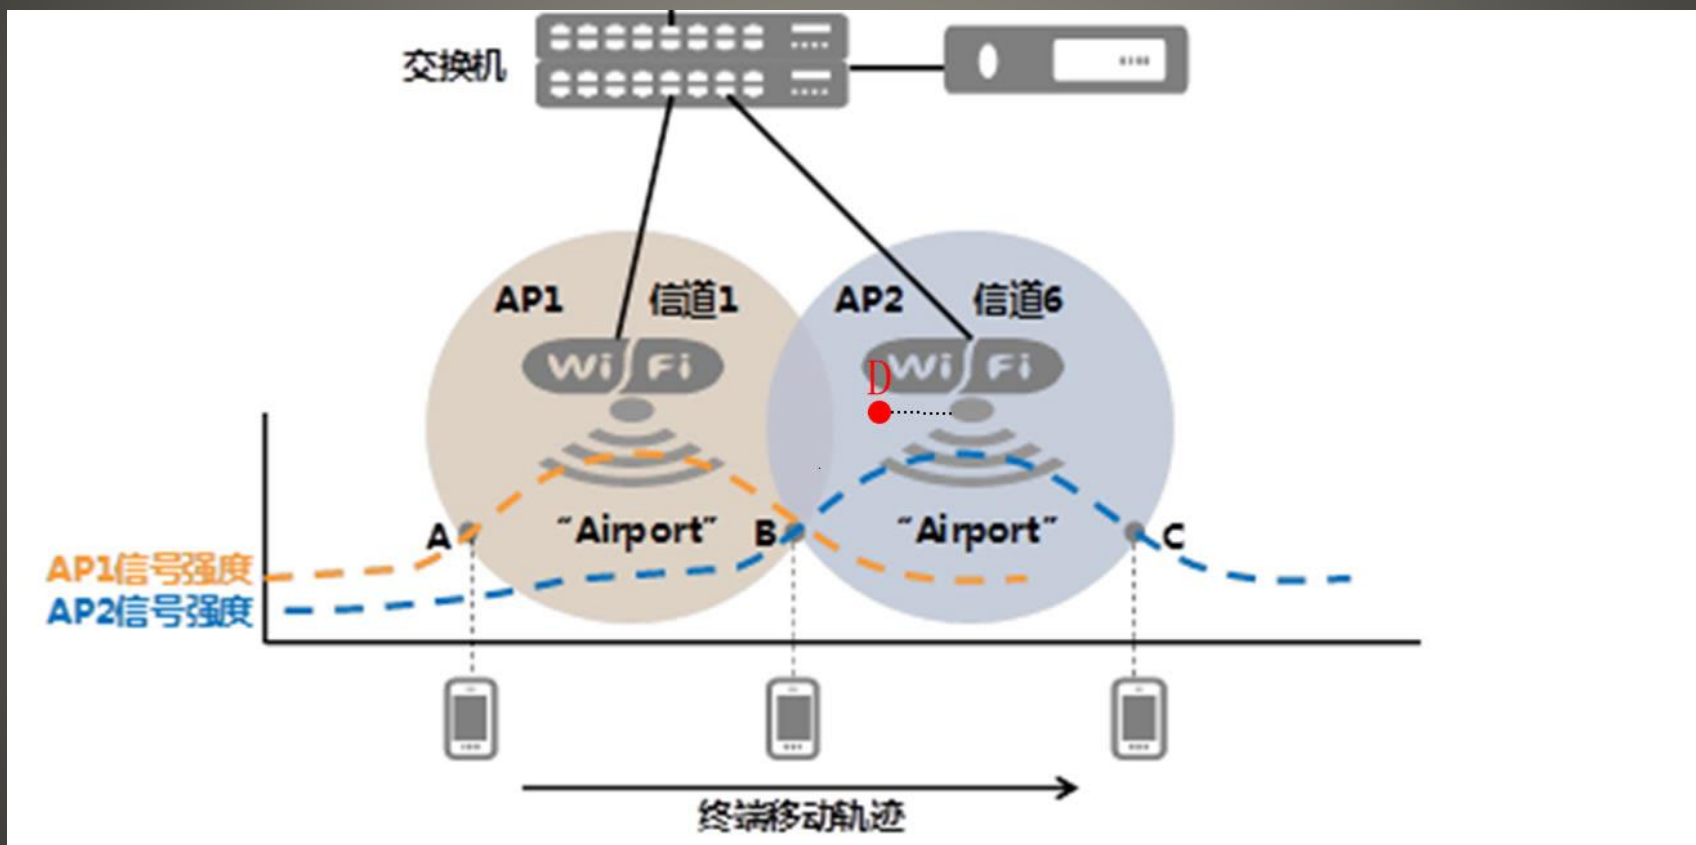 交换机
AP1 信道1
AP2 信道6
Wi Fi
D
Wi Fi
A
"Airport"
B
"Airport"
C
AP1信号强度
AP2信号强度
终端移动轨迹